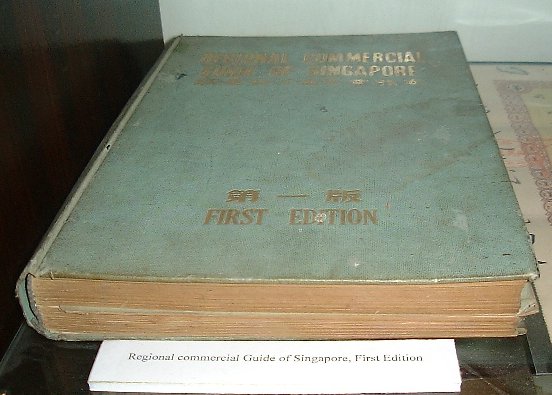 REGIONAL COMMERCIAL
GUIDE OF SINGAPORE
第一版
FIRST EDITION
Regional commercial Guide of Singapore, First Edition